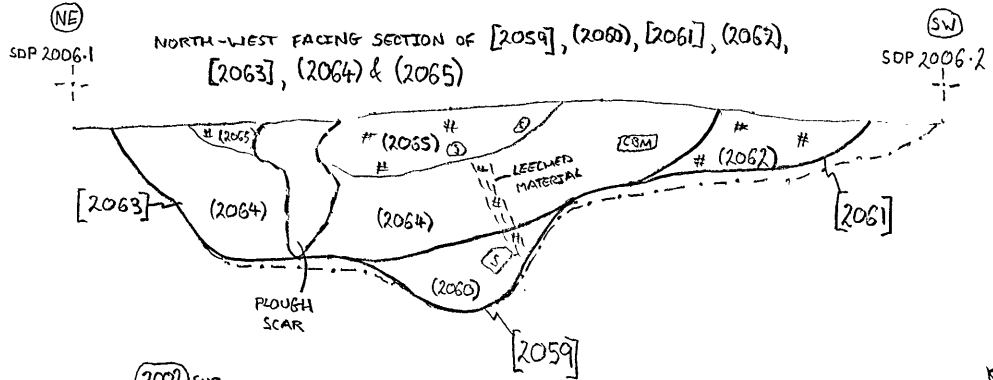 NE
SW
SDP 2006.1
NORTH-WEST FACING SECTION OF [2059], (2060), [2061], (2062),
[2063], (2064) & (2065)
SDP 2006.2
# (2065)
# (2065)
#
CBM
#
#
# (2062)
LEECHED
MATERIAL
[2063]
(2064)
(2064)
[2061]
S
(2060)
PLOUGH
SCAR
[2059]